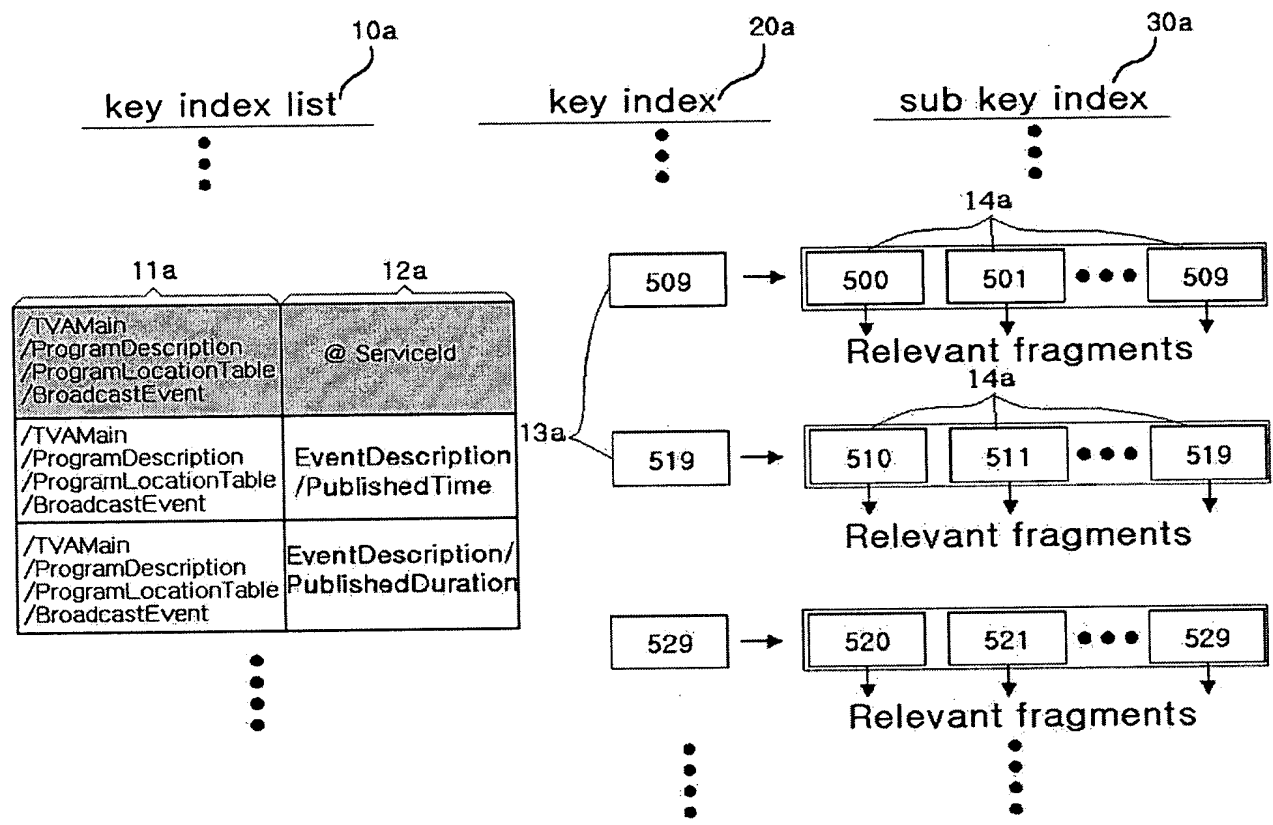 10a
20a
30a
key index list
key index
sub key index
14a
11a
12a
509
500
501
509
/TVAMain
/ProgramDescription
/ProgramLocationTable
/BroadcastEvent
@ ServiceId
Relevant fragments
14a
13a
/TVAMain
/ProgramDescription
/ProgramLocationTable
/BroadcastEvent
EventDescription
/PublishedTime
519
510
511
519
Relevant fragments
/TVAMain
/ProgramDescription
/ProgramLocationTable
/BroadcastEvent
EventDescription/
PublishedDuration
529
520
521
529
Relevant fragments